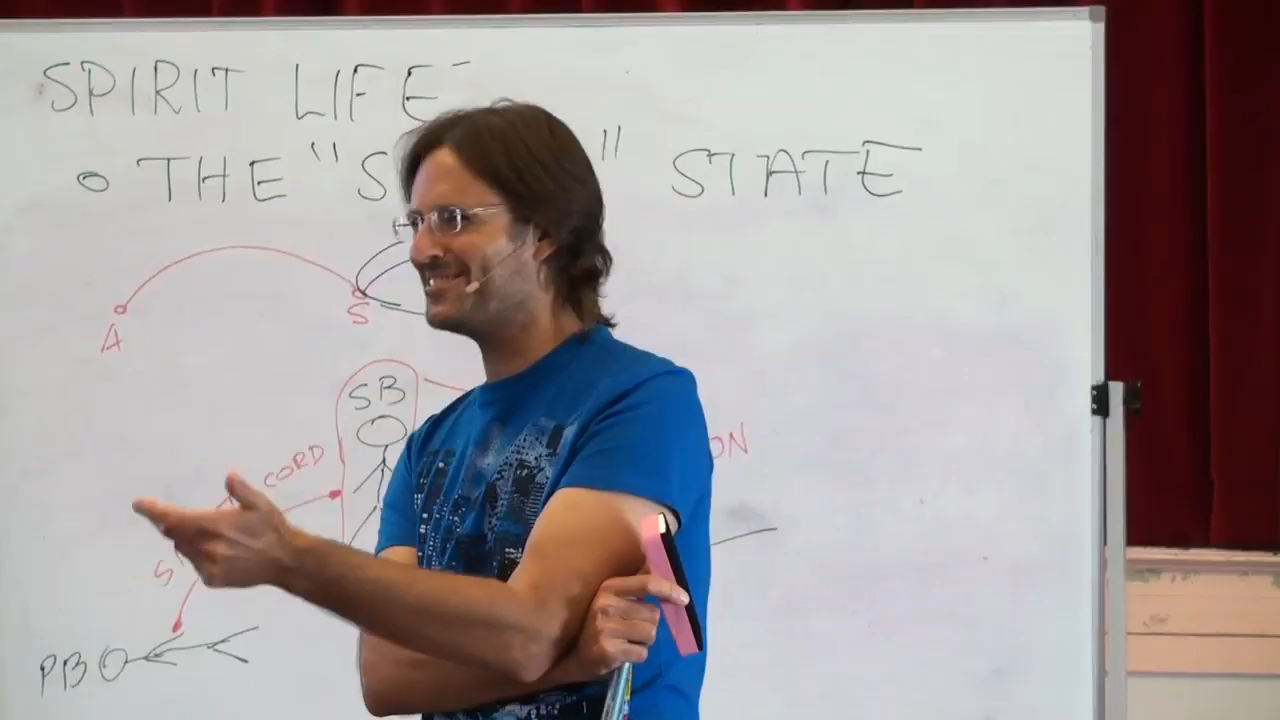 SPIRIT LIFE
THE "S " STATE
A
S
SB
CORD
ON
S
PB